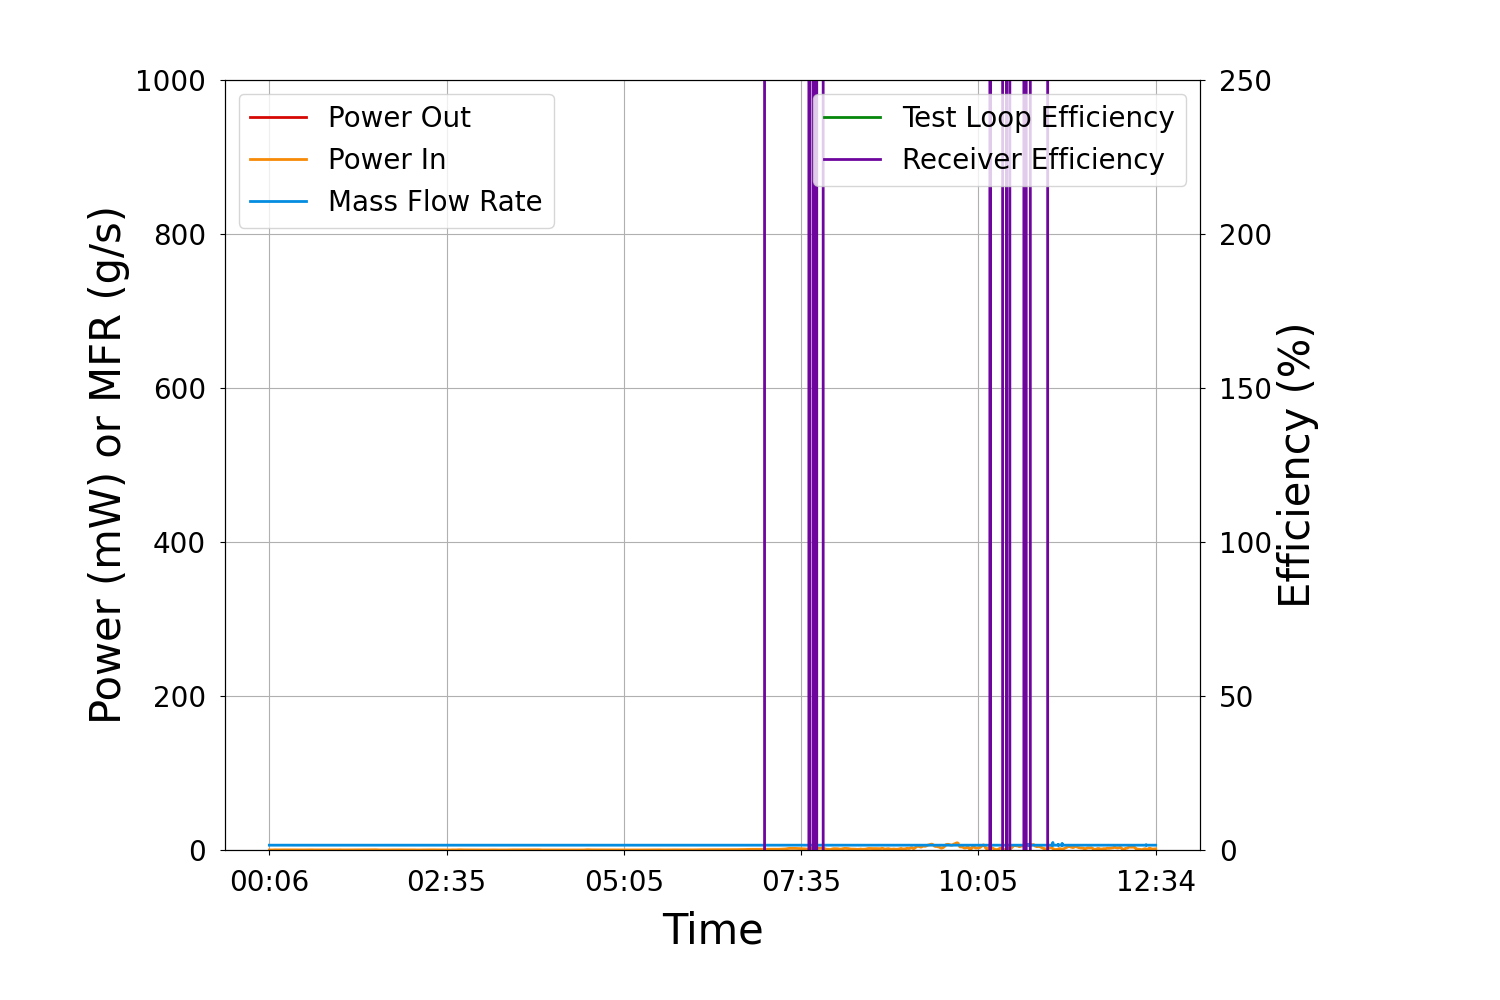 1000
800
600
400
200
0
Power (mW) or MFR (g/s)
Power Out
Power In
Mass Flow Rate
Test Loop Efficiency
Receiver Efficiency
250
200
150
100
50
0
Efficiency (%)
00:06 02:35 05:05 07:35 10:05 12:34
Time